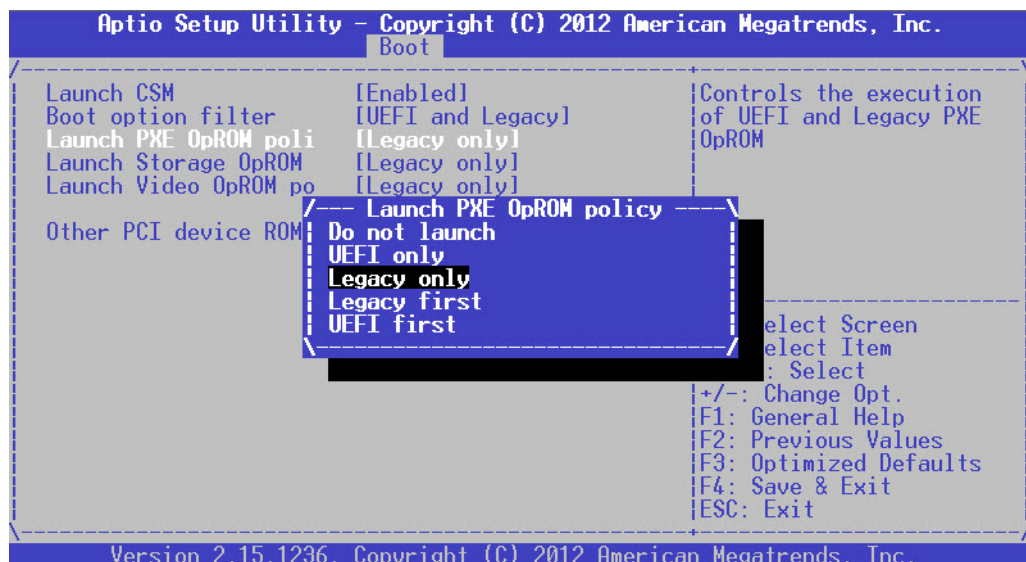 Aptio Setup Utility – Copyright (C) 2012 American Megatrends, Inc.
Boot
Launch CSM [Enabled]
Boot option filter [UEFI and Legacy]
Launch PXE OpROM poli [Legacy only]
Launch Storage OpROM [Legacy only]
Launch Video OpROM po [Legacy only]
Other PCI device ROM
Launch PXE OpROM policy
Do not launch
UEFI only
Legacy only
Legacy first
UEFI first
Controls the execution
of UEFI and Legacy PXE
OpROM
elect Screen
elect Item
: Select
+/-: Change Opt.
F1: General Help
F2: Previous Values
F3: Optimized Defaults
F4: Save & Exit
ESC: Exit
Version 2.15.1236. Copyright (C) 2012 American Megatrends, Inc.